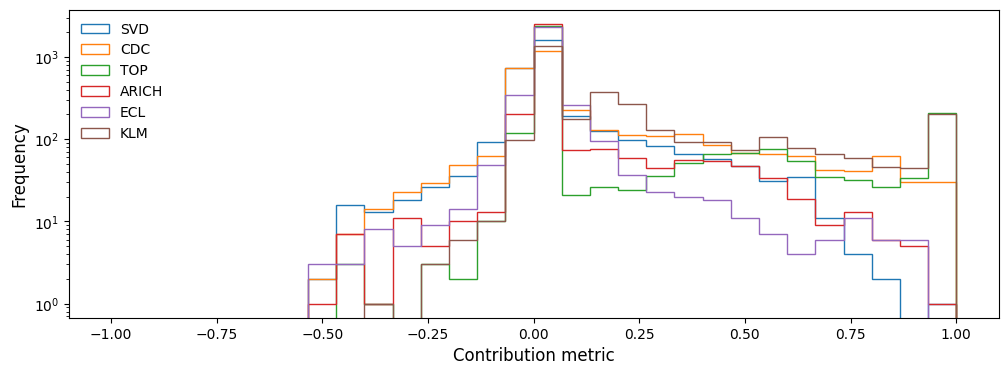 SVD
CDC
TOP
ARICH
ECL
KLM
Frequency
10³
10²
10¹
10⁰
−1.00 −0.75 −0.50 −0.25 0.00 0.25 0.50 0.75 1.00
Contribution metric